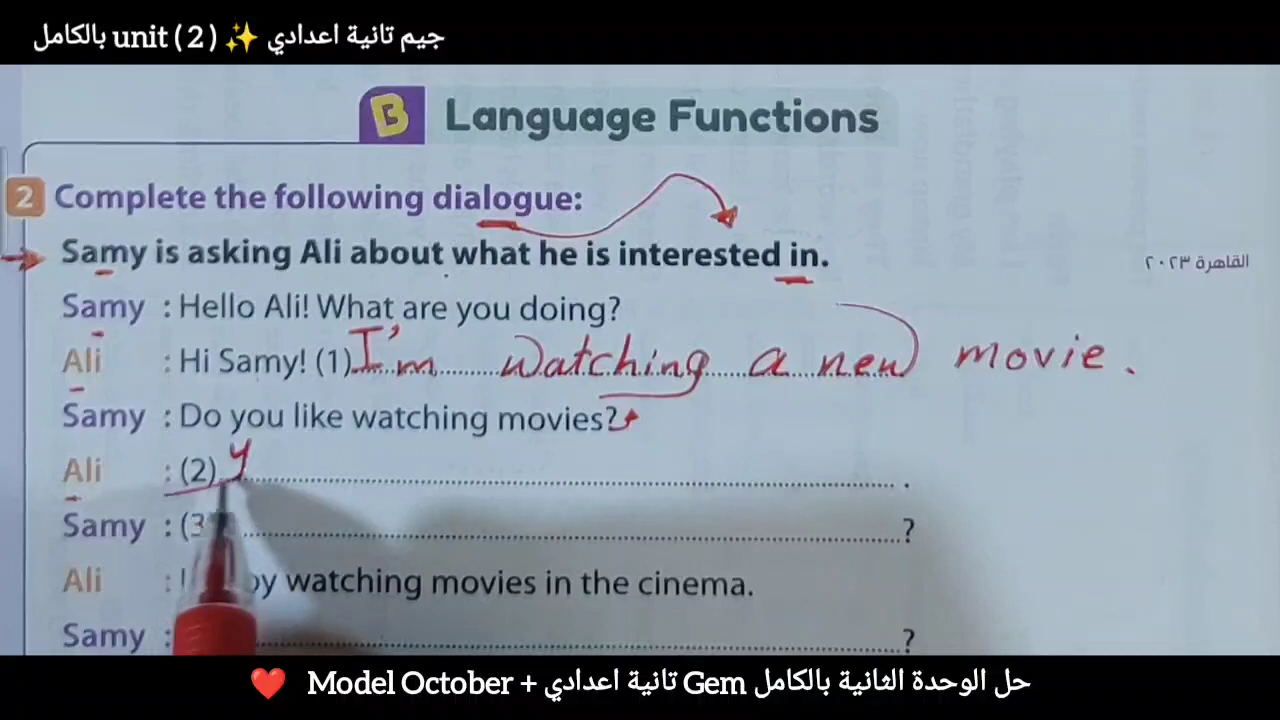 جيم تانية اعدادي ✨ unit ( 2 ) بالكامل
B Language Functions
2 Complete the following dialogue:
Samy is asking Ali about what he is interested in.
القاهرة ٢٠٢٣
Samy : Hello Ali! What are you doing?
Ali : Hi Samy! (1) I'm watching a new movie.
Samy : Do you like watching movies?
Ali : (2) y .
Samy : (3 ?
Ali : watching movies in the cinema.
Samy : ?
حل الوحدة الثانية بالكامل Gem تانية اعدادي + Model October ❤️